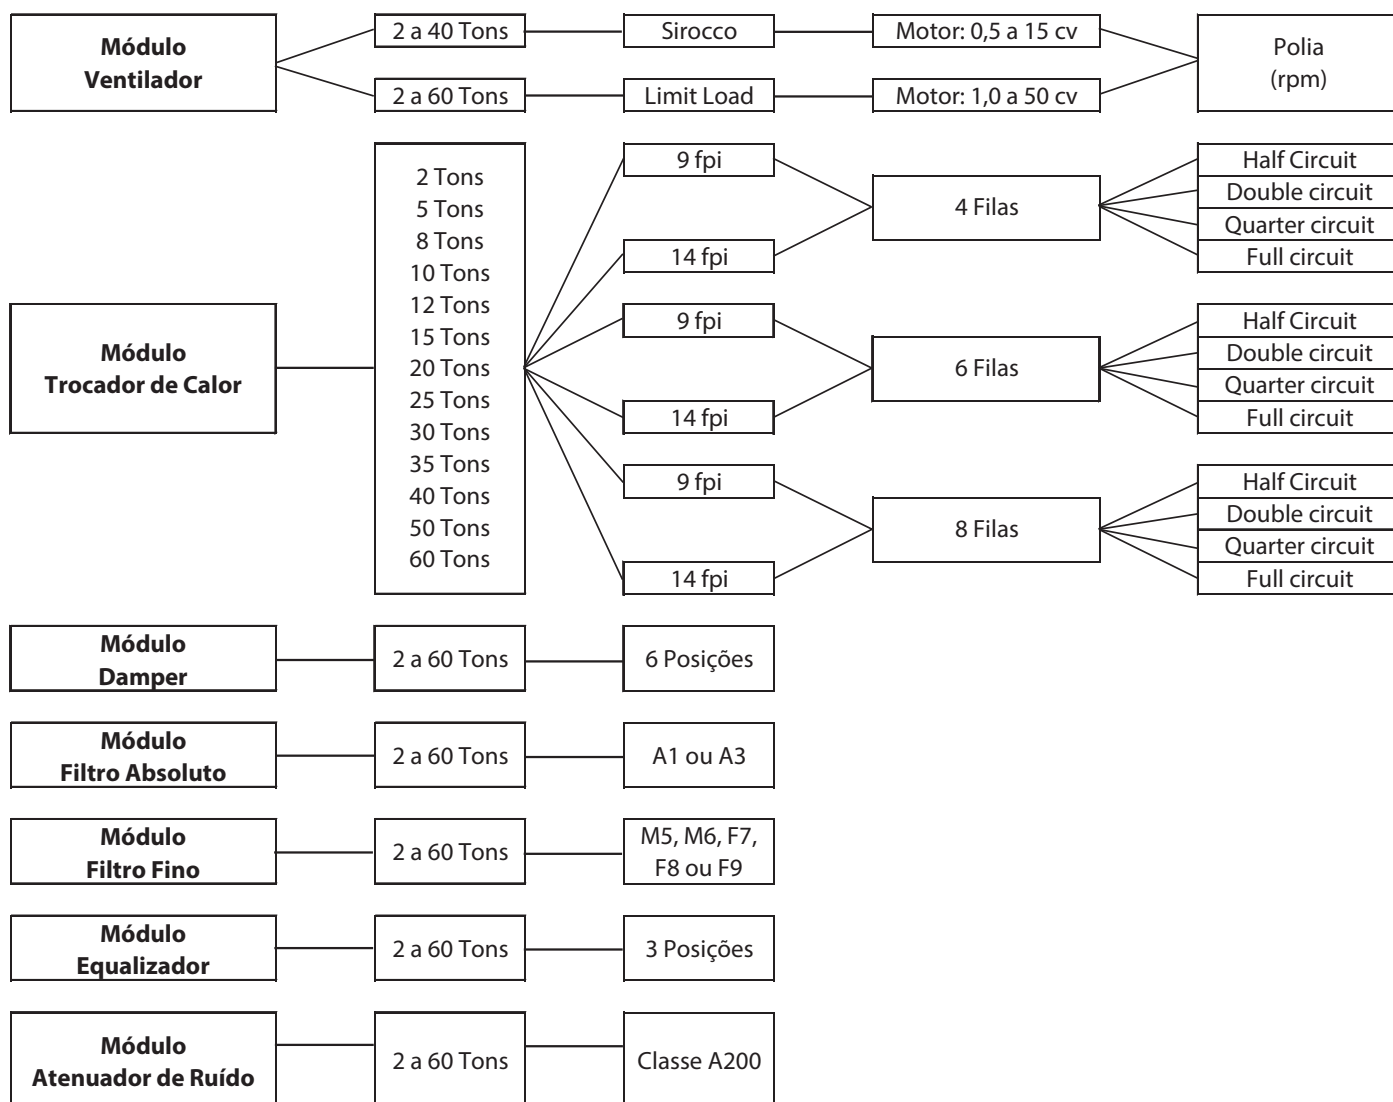 Módulo
Ventilador
2 a 40 Tons
Sirocco
Motor: 0,5 a 15 cv
2 a 60 Tons
Limit Load
Motor: 1,0 a 50 cv
Polia
(rpm)
Módulo
Trocador de Calor
2 Tons
5 Tons
8 Tons
10 Tons
12 Tons
15 Tons
20 Tons
25 Tons
30 Tons
35 Tons
40 Tons
50 Tons
60 Tons
9 fpi
14 fpi
4 Filas
Half Circuit
Double circuit
Quarter circuit
Full circuit
9 fpi
14 fpi
6 Filas
Half Circuit
Double circuit
Quarter circuit
Full circuit
9 fpi
14 fpi
8 Filas
Half Circuit
Double circuit
Quarter circuit
Full circuit
Módulo
Damper
2 a 60 Tons
6 Posições
Módulo
Filtro Absoluto
2 a 60 Tons
A1 ou A3
Módulo
Filtro Fino
2 a 60 Tons
M5, M6, F7,
F8 ou F9
Módulo
Equalizador
2 a 60 Tons
3 Posições
Módulo
Atenuador de Ruído
2 a 60 Tons
Classe A200